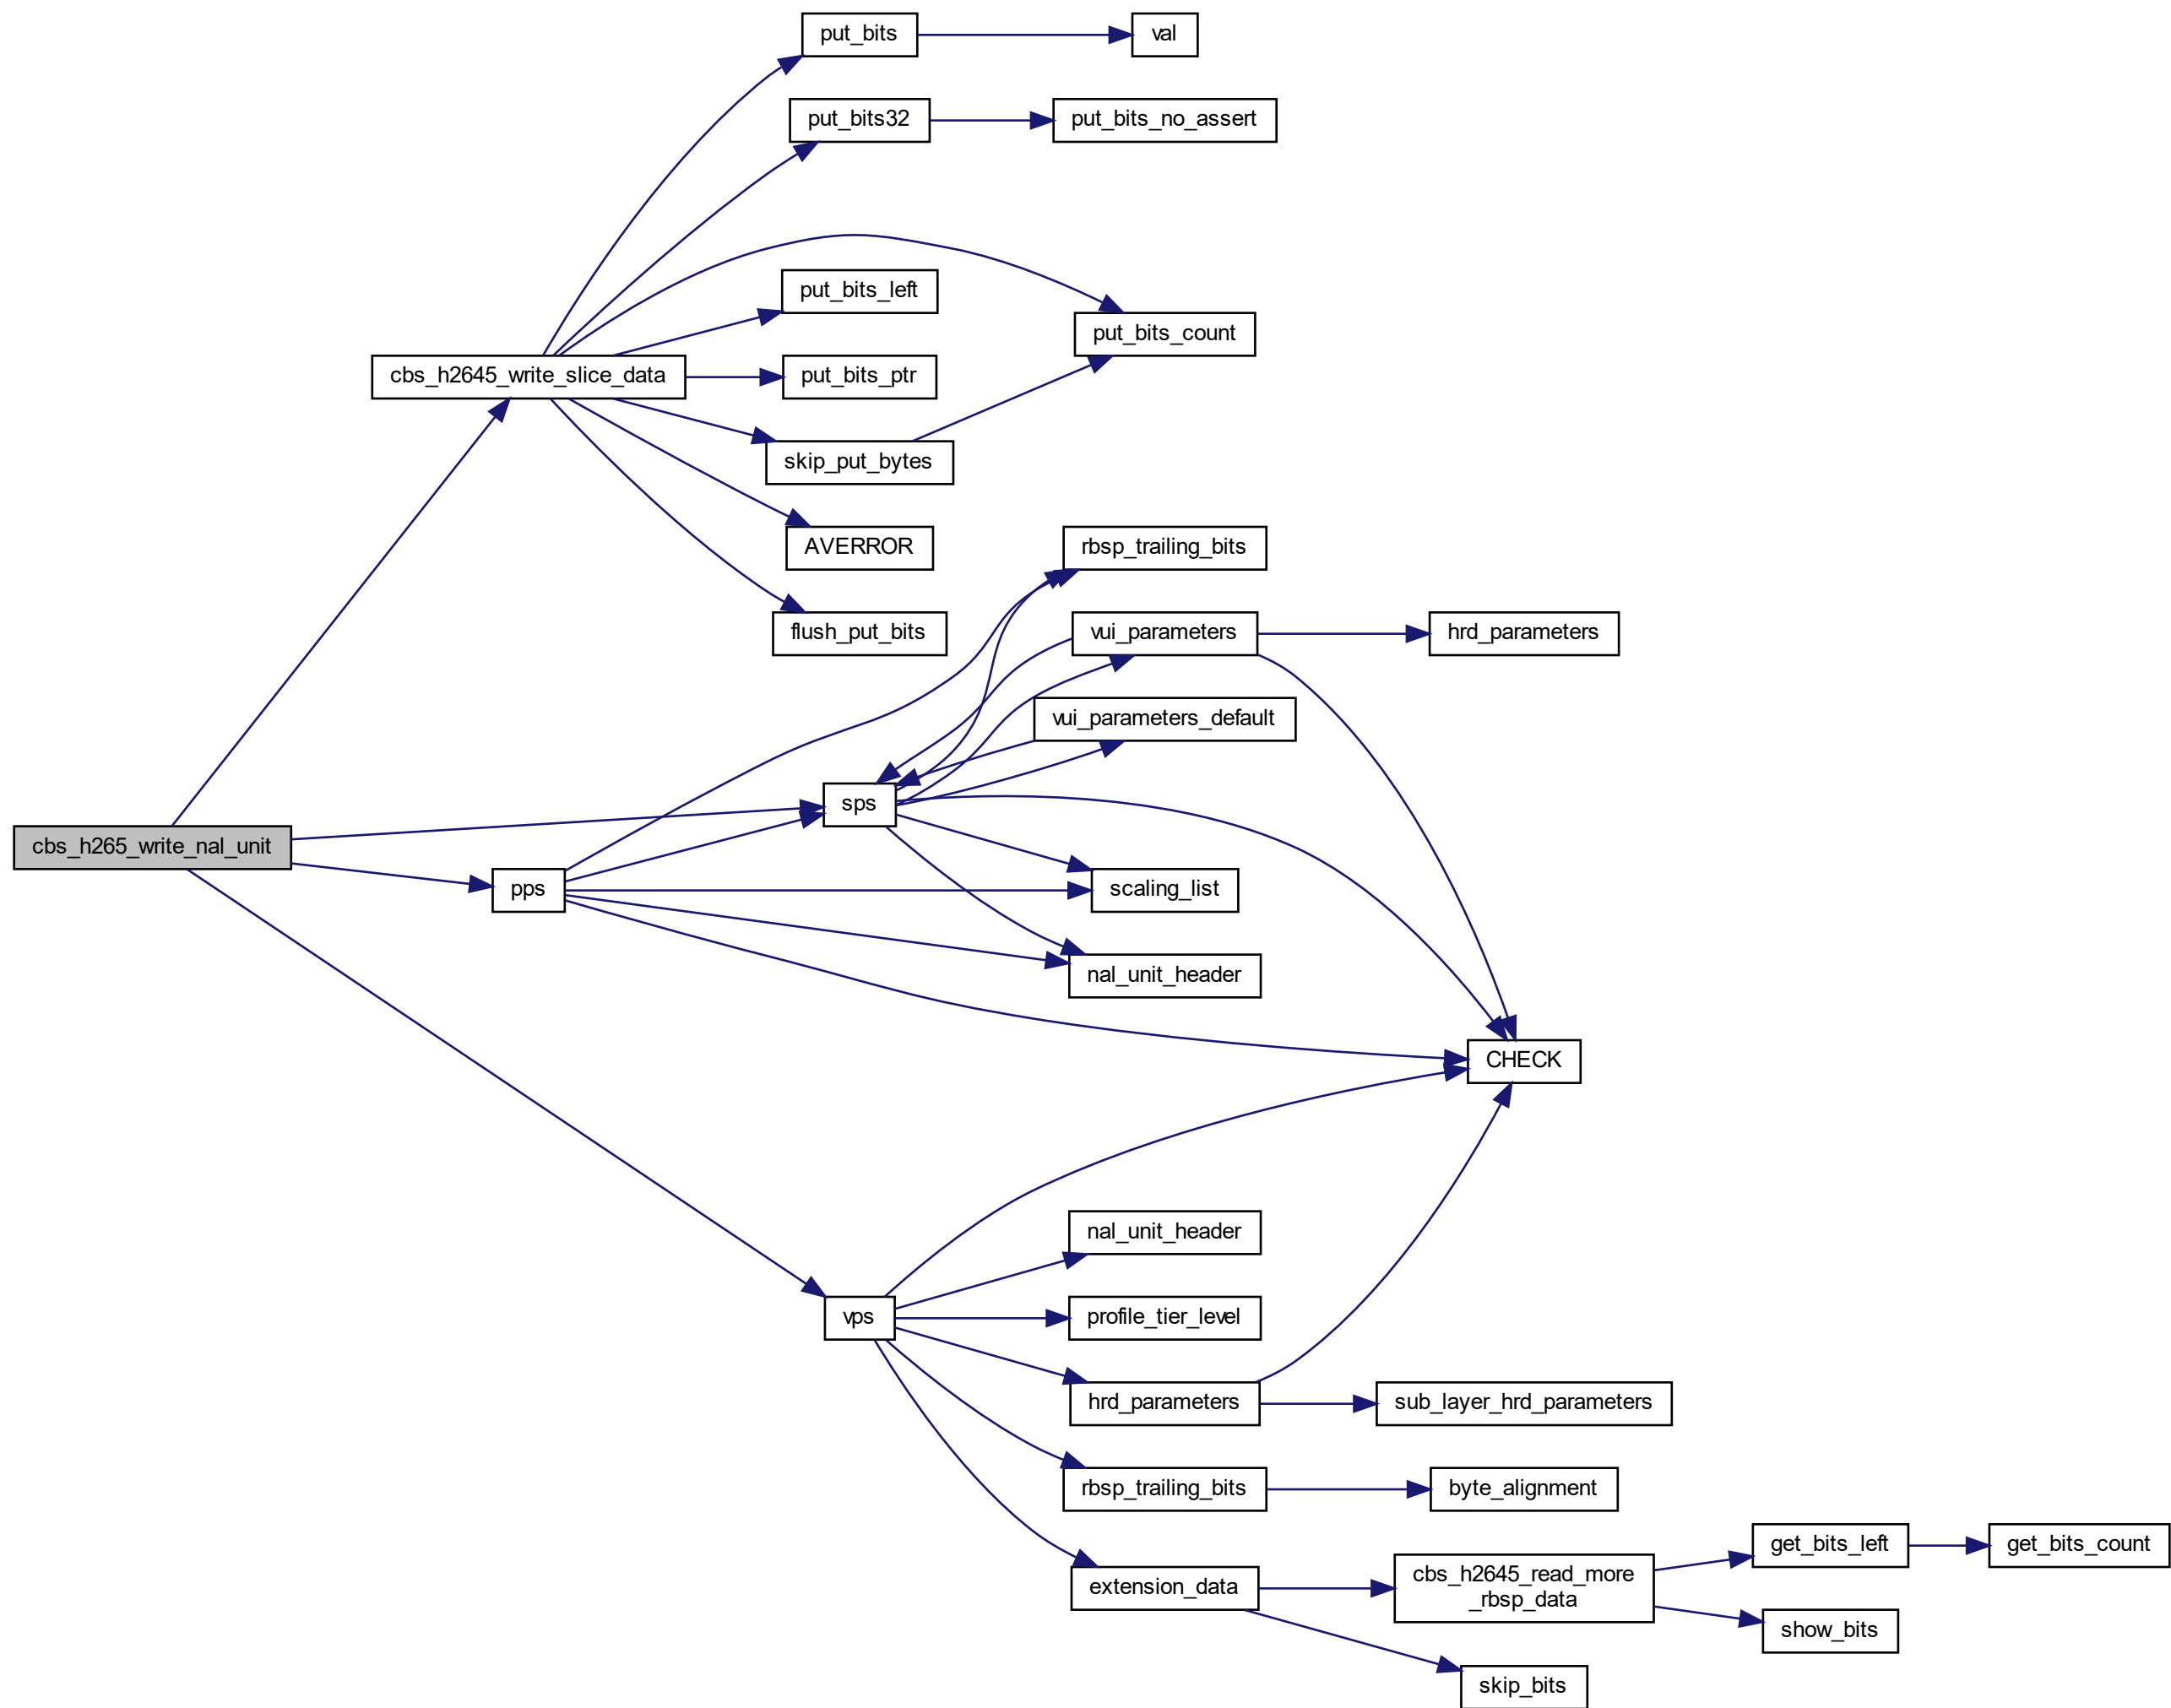 put_bits
val
put_bits32
put_bits_no_assert
put_bits_left
put_bits_count
cbs_h2645_write_slice_data
put_bits_ptr
skip_put_bytes
AVERROR
rbsp_trailing_bits
flush_put_bits
vui_parameters
hrd_parameters
vui_parameters_default
sps
cbs_h265_write_nal_unit
pps
scaling_list
nal_unit_header
CHECK
nal_unit_header
vps
profile_tier_level
hrd_parameters
sub_layer_hrd_parameters
rbsp_trailing_bits
byte_alignment
extension_data
cbs_h2645_read_more
_rbsp_data
get_bits_left
get_bits_count
show_bits
skip_bits